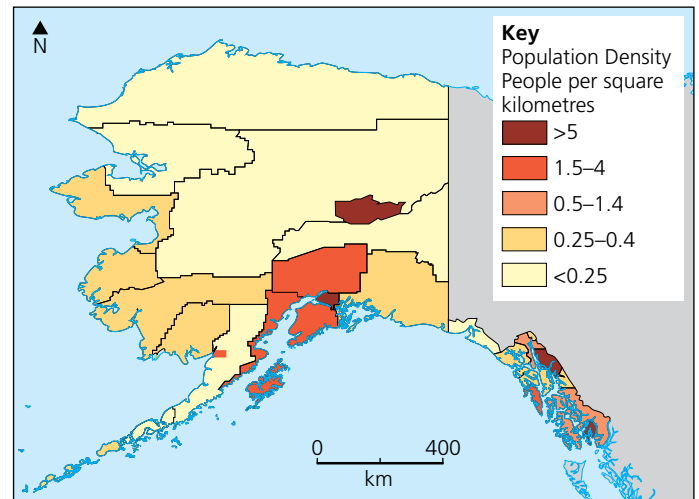 N
Key
Population Density
People per square
kilometres
>5
1.5–4
0.5–1.4
0.25–0.4
<0.25
0 400
km